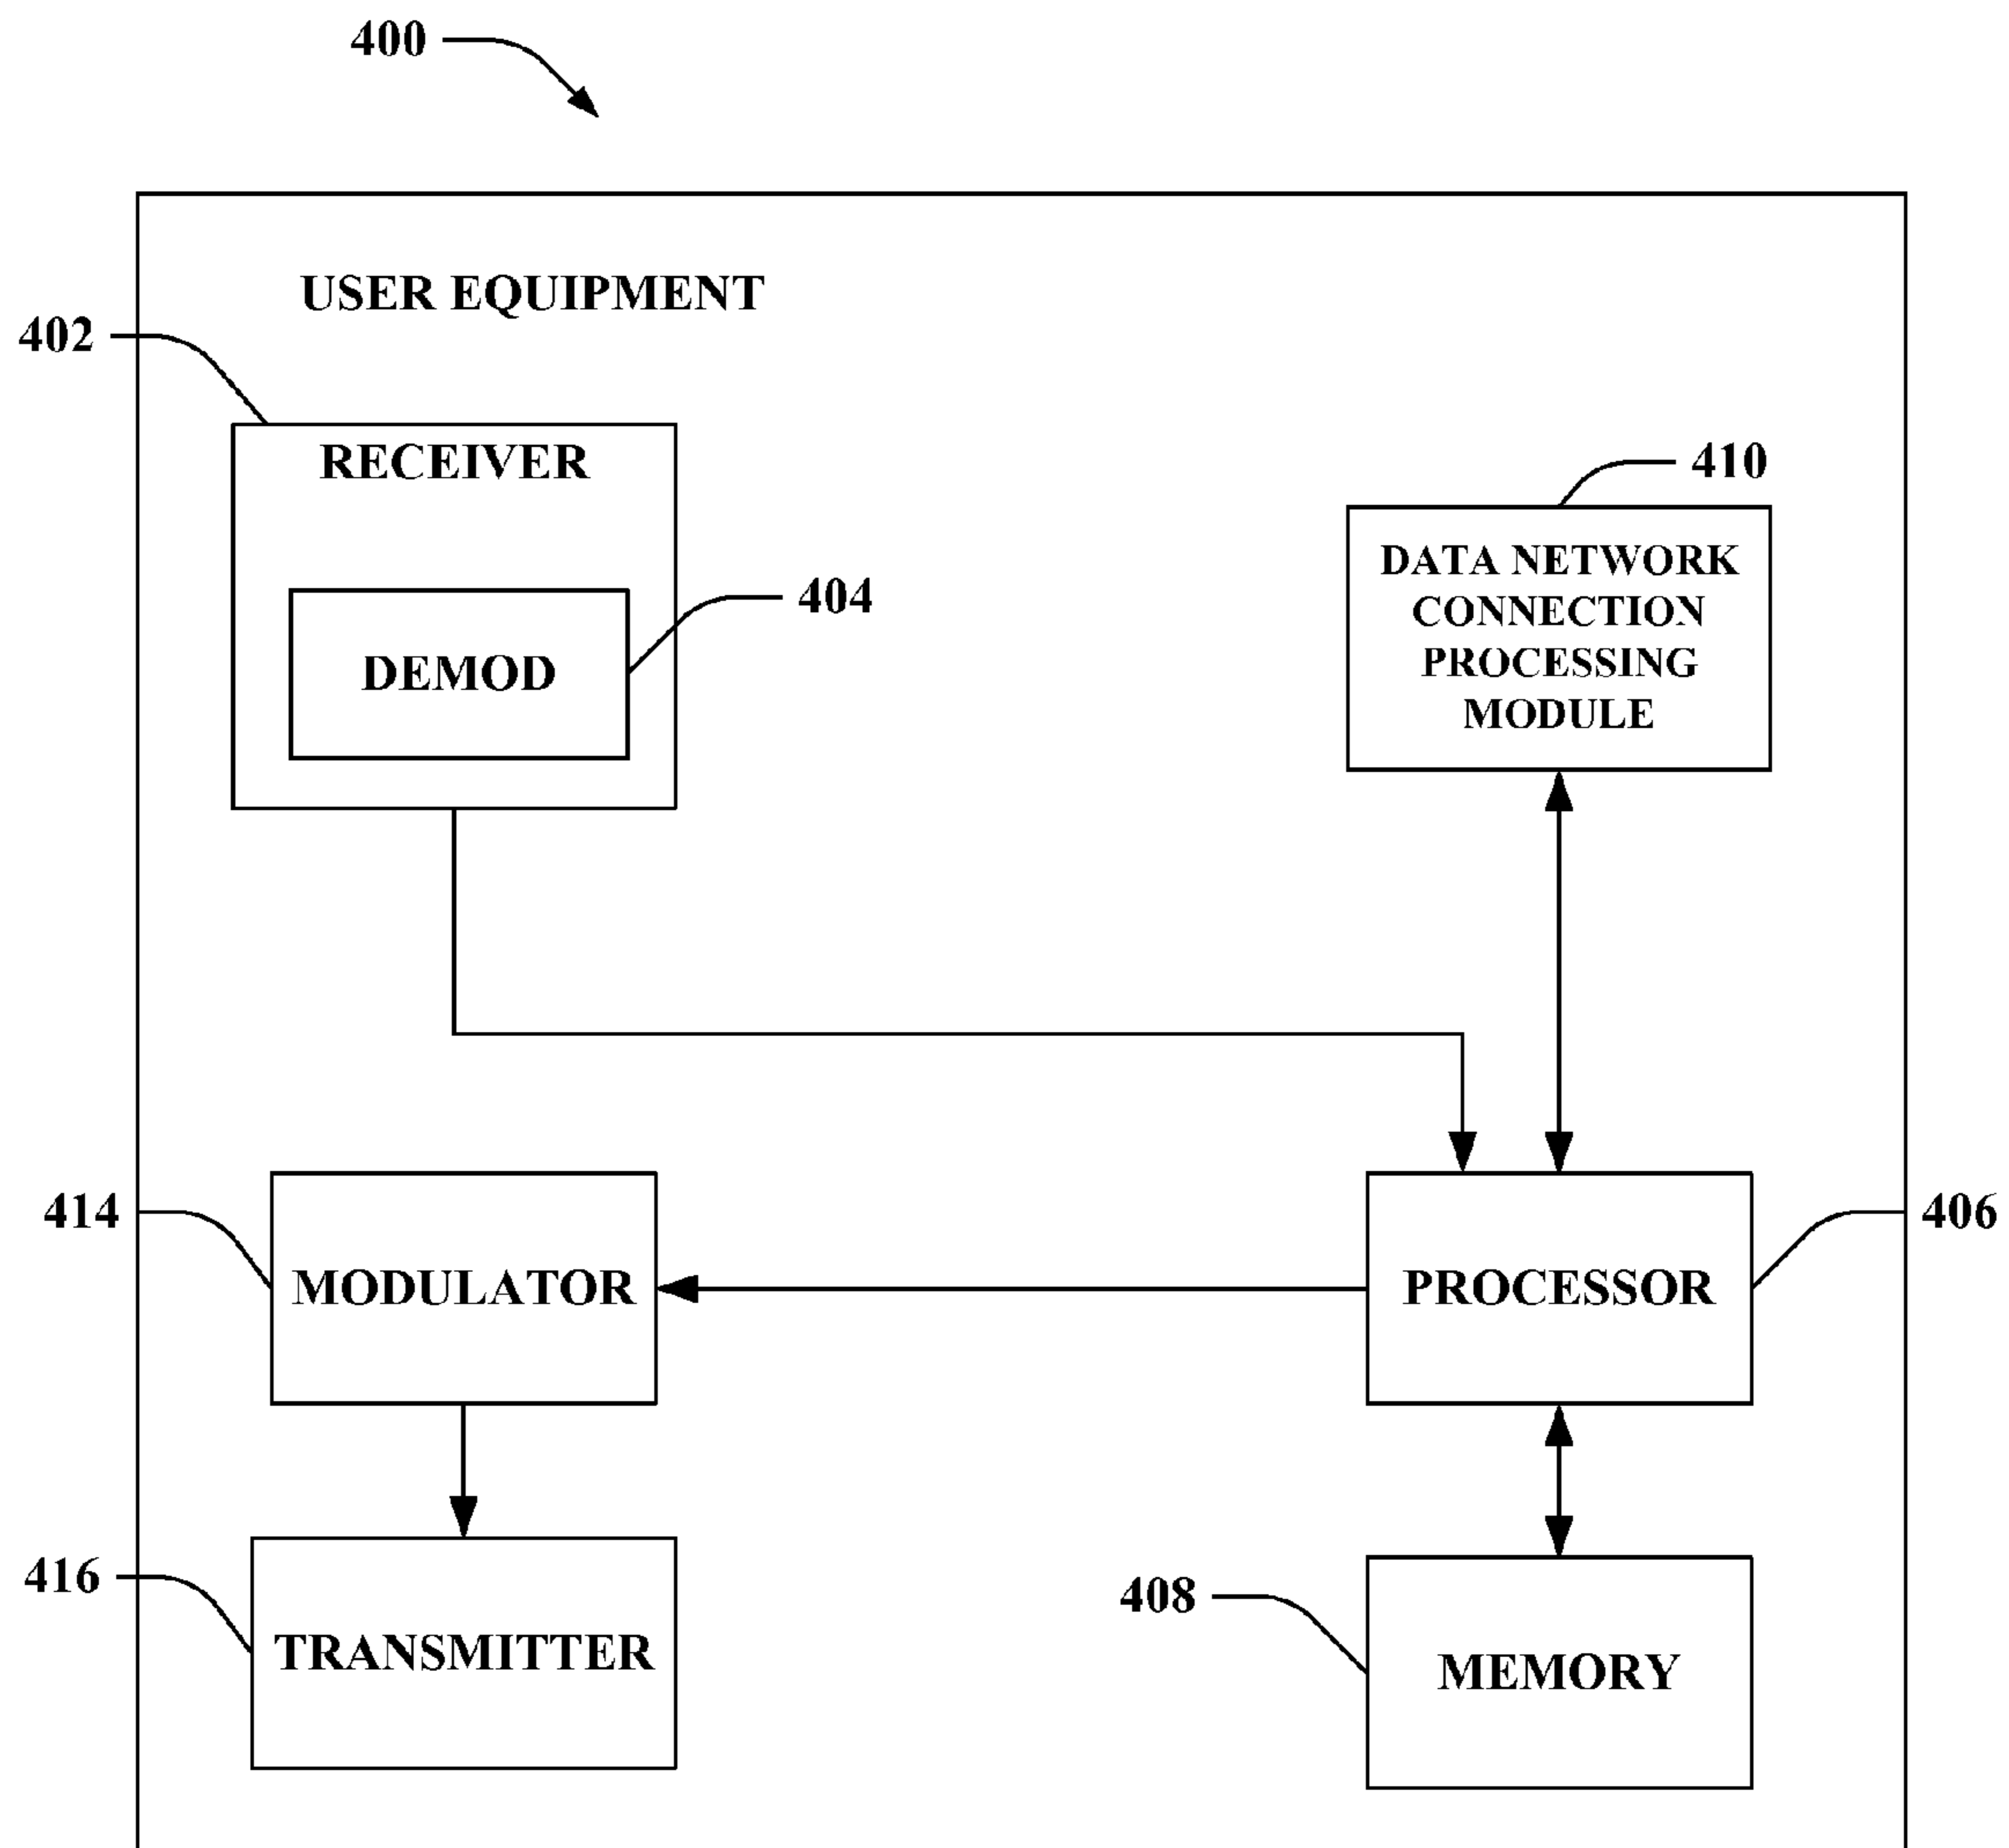 400
USER EQUIPMENT
402
RECEIVER
410
DATA NETWORK
CONNECTION
PROCESSING
MODULE
404
DEMOD
414
MODULATOR
PROCESSOR
406
416
TRANSMITTER
408
MEMORY